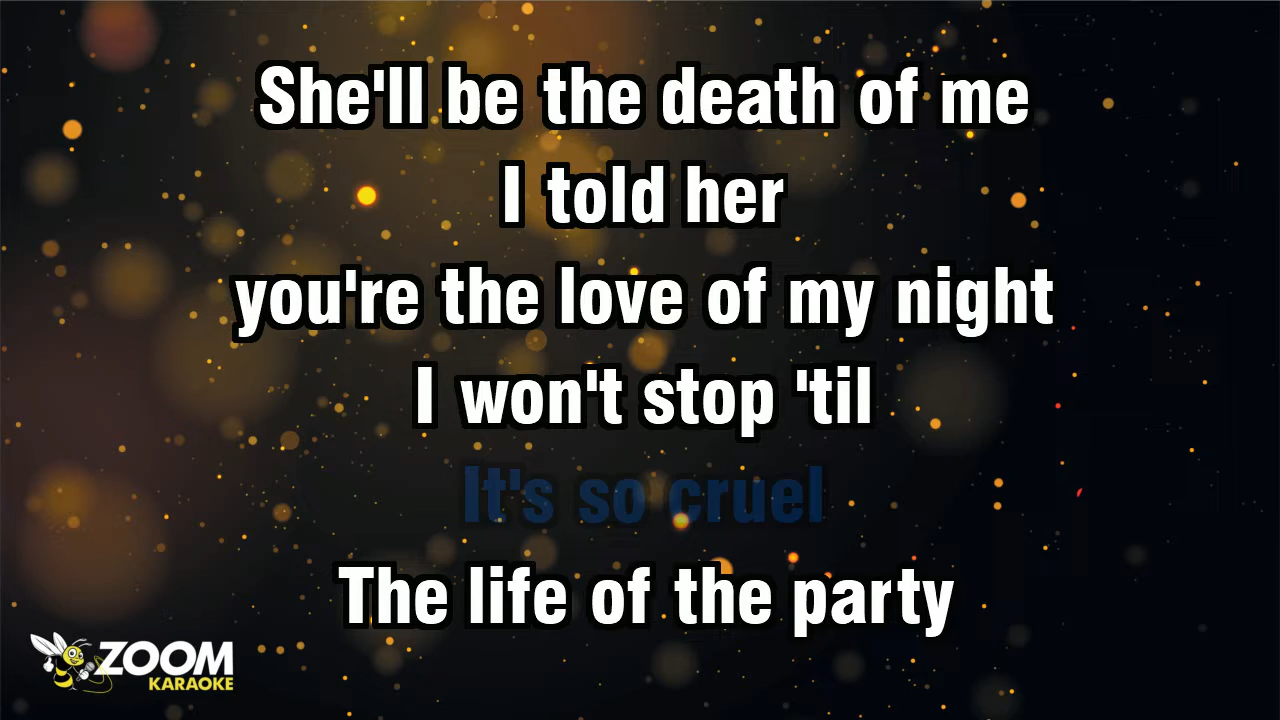 She'll be the death of me
I told her
you're the love of my night
I won't stop 'til
It's so cruel
The life of the party
ZOOM
KARAOKE